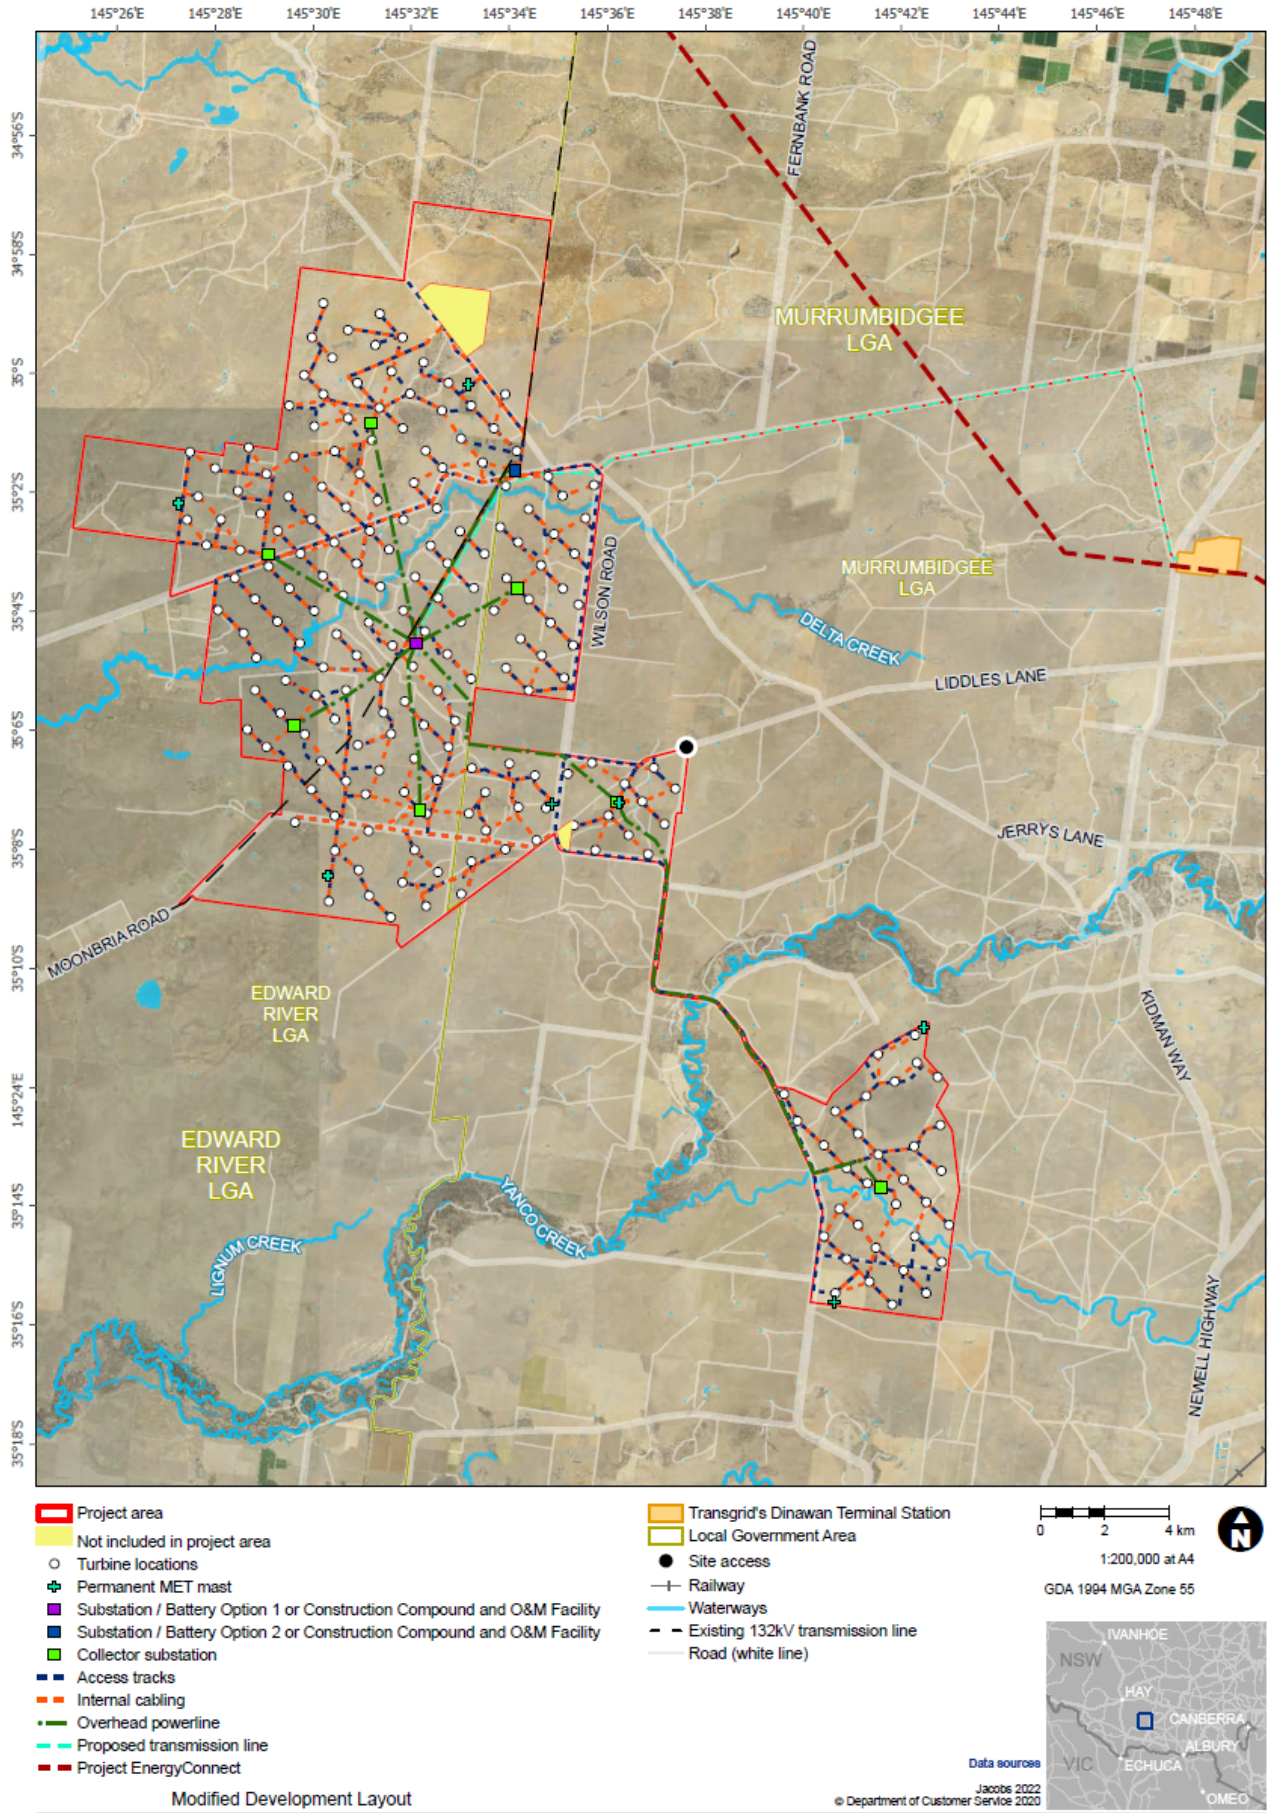 145°26'E 145°30'E 145°32'E 145°34'E 145°36'E 145°38'E 145°40'E 145°42'E 145°44'E 145°46'E 145°48'E
34°56'S
34°58'S
35°S
35°2'S
35°4'S
35°6'S
35°8'S
35°10'S
145°24'E
35°14'S
35°16'S
35°18'S
FERNBANK ROAD
MURRUMBIDGEE
LGA
WILSON ROAD
MURRUMBIDGEE
LGA
DELTA CREEK
LIDDLES LANE
JERRYS LANE
MOONBRIA ROAD
EDWARD
RIVER
LGA
KIDMAN WAY
EDWARD
RIVER
LGA
YANCO CREEK
LIGNUM CREEK
NEWELL HIGHWAY
Project area
Not included in project area
Turbine locations
Permanent MET mast
Substation / Battery Option 1 or Construction Compound and O&M Facility
Substation / Battery Option 2 or Construction Compound and O&M Facility
Collector substation
Access tracks
Internal cabling
Overhead powerline
Proposed transmission line
Project EnergyConnect
Transgrid's Dinawan Terminal Station
Local Government Area
Site access
Railway
Waterways
Existing 132kV transmission line
Road (white line)
0 2 4 km
N
1:200,000 at A4
GDA 1994 MGA Zone 55
IVANHOE
NSW
HAY
CANBERRA
ALBURY
VIC
ECHUCA
OMEO
Data sources
Jacobs 2022
© Department of Customer Service 2020
Modified Development Layout